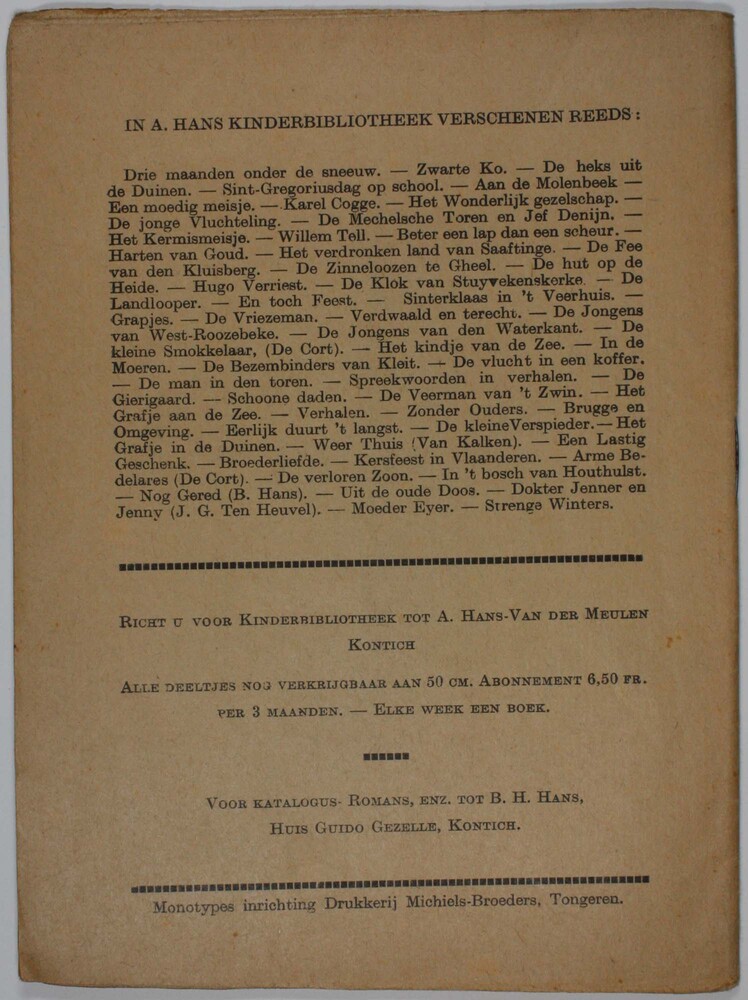 IN A. HANS KINDERBIBLIOTHEEK VERSCHENEN REEDS :
Drie maanden onder de sneeuw. — Zwarte Ko. — De heks uit
de Duinen. — Sint-Gregoriusdag op school. — Aan de Molenbeek —
Een moedig meisje. — Karel Cogge. — Het Wonderlijk gezelschap. —
De jonge Vluchteling. — De Mechelsche Toren en Jef Denijn. —
Het Kermismeisje. — Willem Tell. — Beter een lap dan een scheur. —
Harten van Goud. — Het verdronken land van Saaftinge. — De Fee
van den Kluisberg. — De Zinneloozen te Gheel. — De hut op de
Heide. — Hugo Verriest. — De Klok van Stuyvekenskerke. — De
Landlooper. — En toch Feest. — Sinterklaas in 't Veerhuis. —
Grapjes. — De Vriezeman. — Verdwaald en terecht. — De Jongens
van West-Roozebeke. — De Jongens van den Waterkant. — De
kleine Smokkelaar, (De Cort). — Het kindje van de Zee. — In de
Moeren. — De Bezembinders van Kleit. — De vlucht in een koffer.
— De man in den toren. — Spreekwoorden in verhalen. — De
Gierigaard. — Schoone daden. — De Veerman van 't Zwin. — Het
Grafje aan de Zee. — Verhalen. — Zonder Ouders. — Brugge en
Omgeving. — Eerlijk duurt 't langst. — De kleine Verspieder. — Het
Grafje in de Duinen. — Weer Thuis (Van Kalken). — Een Lastig
Geschenk. — Broederliefde. — Kersfeest in Vlaanderen. — Arme Be-
delares (De Cort). — De verloren Zoon. — In 't bosch van Houthulst.
— Nog Gered (B. Hans). — Uit de oude Doos. — Dokter Jenner en
Jenny (J. G. Ten Heuvel). — Moeder Eyer. — Strenge Winters.
RICHT U VOOR KINDERBIBLIOTHEEK TOT A. HANS-VAN DER MEULEN
KONTICH
ALLE DEELTJES NOG VERKRIJGBAAR AAN 50 CM. ABONNEMENT 6,50 FR.
PER 3 MAANDEN. — ELKE WEEK EEN BOEK.
VOOR KATALOGUS- ROMANS, ENZ. TOT B. H. HANS,
HUIS GUIDO GEZELLE, KONTICH.
Monotypes inrichting Drukkerij Michiels-Broeders, Tongeren.